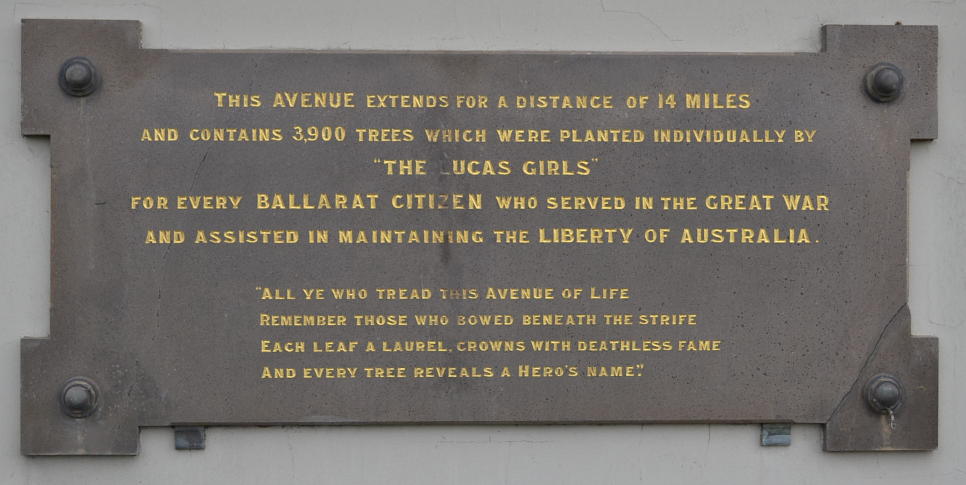 THIS AVENUE EXTENDS FOR A DISTANCE OF 14 MILES
AND CONTAINS 3,900 TREES WHICH WERE PLANTED INDIVIDUALLY BY
"THE LUCAS GIRLS"
FOR EVERY BALLARAT CITIZEN WHO SERVED IN THE GREAT WAR
AND ASSISTED IN MAINTAINING THE LIBERTY OF AUSTRALIA.
"ALL YE WHO TREAD THIS AVENUE OF LIFE
REMEMBER THOSE WHO BOWED BENEATH THE STRIFE
EACH LEAF A LAUREL, CROWNS WITH DEATHLESS FAME
AND EVERY TREE REVEALS A HERO'S NAME."